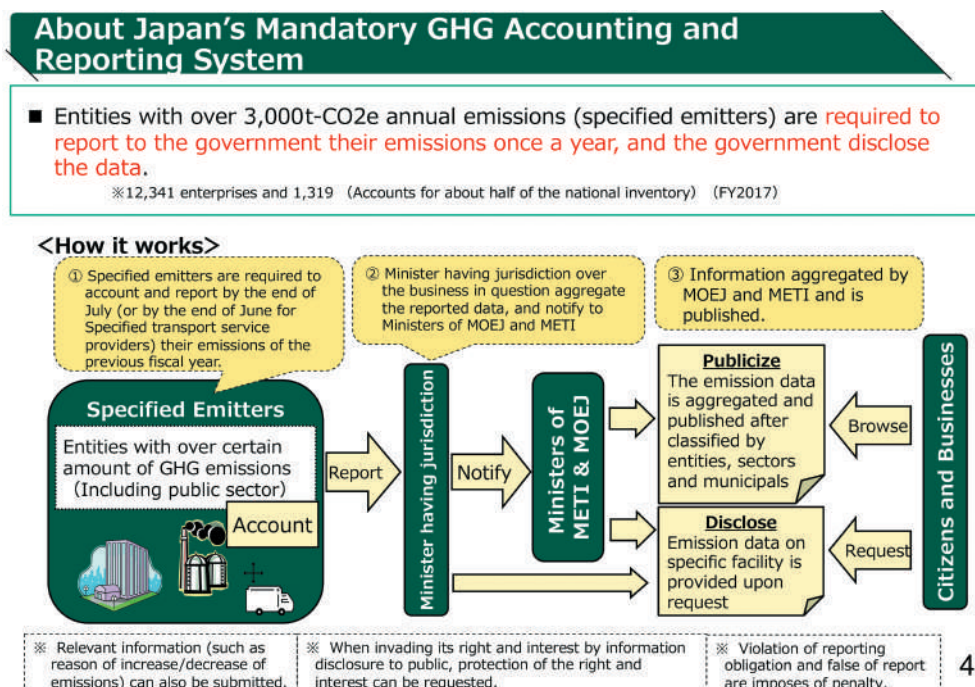 About Japan's Mandatory GHG Accounting and
Reporting System
■ Entities with over 3,000t-CO2e annual emissions (specified emitters) are required to
report to the government their emissions once a year, and the government disclose
the data.
※12,341 enterprises and 1,319 （Accounts for about half of the national inventory）（FY2017）
<How it works>
① Specified emitters are required to
account and report by the end of
July (or by the end of June for
Specified transport service
providers) their emissions of the
previous fiscal year.
② Minister having jurisdiction over
the business in question aggregate
the reported data, and notify to
Ministers of MOEJ and METI
③ Information aggregated by
MOEJ and METI and is
published.
Specified Emitters
Entities with over certain
amount of GHG emissions
（Including public sector）
Account
Report
Minister having jurisdiction
Notify
Ministers of
METI & MOEJ
Publicize
The emission data
is aggregated and
published after
classified by
entities, sectors
and municipals
Browse
Disclose
Emission data on
specific facility is
provided upon
request
Request
Citizens and Businesses
※ Relevant information (such as
reason of increase/decrease of
emissions) can also be submitted.
※ When invading its right and interest by information
disclosure to public, protection of the right and
interest can be requested.
※ Violation of reporting
obligation and false of report
are imposes of penalty.
4